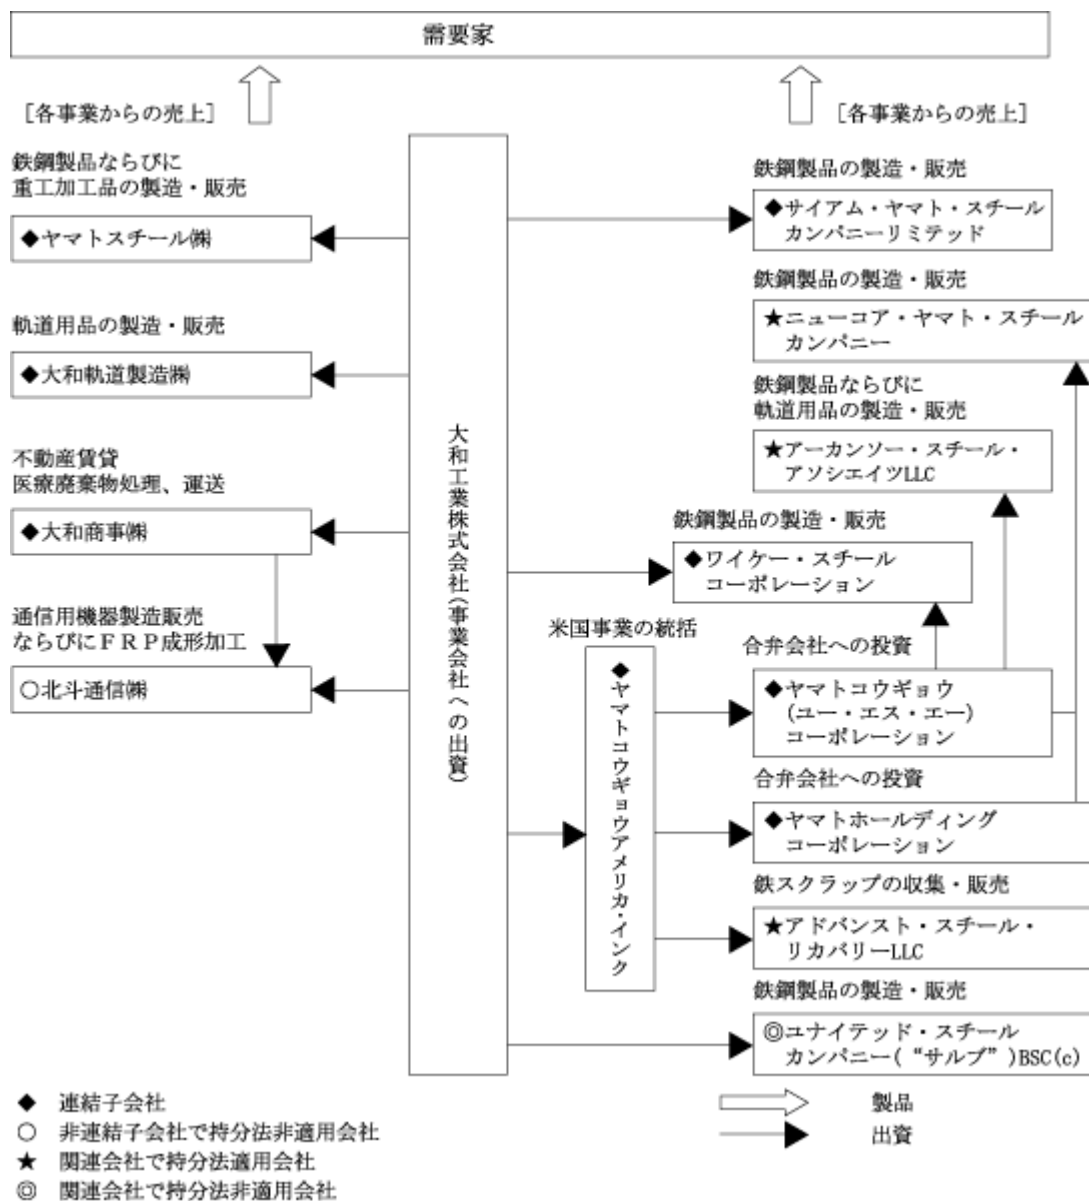 需要家
［各事業からの売上］
［各事業からの売上］
鉄鋼製品ならびに
重工加工品の製造・販売
◆ヤマトスチール㈱
軌道用品の製造・販売
◆大和軌道製造㈱
不動産賃貸
医療廃棄物処理、運送
◆大和商事㈱
通信用機器製造販売
ならびにＦＲＰ成形加工
○北斗通信㈱
大和工業株式会社(事業会社への出資)
鉄鋼製品の製造・販売
◆サイアム・ヤマト・スチール
カンパニーリミテッド
鉄鋼製品の製造・販売
★ニューコア・ヤマト・スチール
カンパニー
鉄鋼製品ならびに
軌道用品の製造・販売
★アーカンソー・スチール・
アソシエイツLLC
鉄鋼製品の製造・販売
◆ワイケー・スチール
コーポレーション
米国事業の統括
◆ヤマトコウギョウアメリカ・インク
合弁会社への投資
◆ヤマトコウギョウ
(ユー・エス・エー)
コーポレーション
合弁会社への投資
◆ヤマトホールディング
コーポレーション
鉄スクラップの収集・販売
★アドバンスト・スチール・
リカバリーLLC
鉄鋼製品の製造・販売
◎ユナイテッド・スチール
カンパニー(“サルブ”)BSC(c)
◆ 連結子会社
○ 非連結子会社で持分法非適用会社
★ 関連会社で持分法適用会社
◎ 関連会社で持分法非適用会社
製品
出資